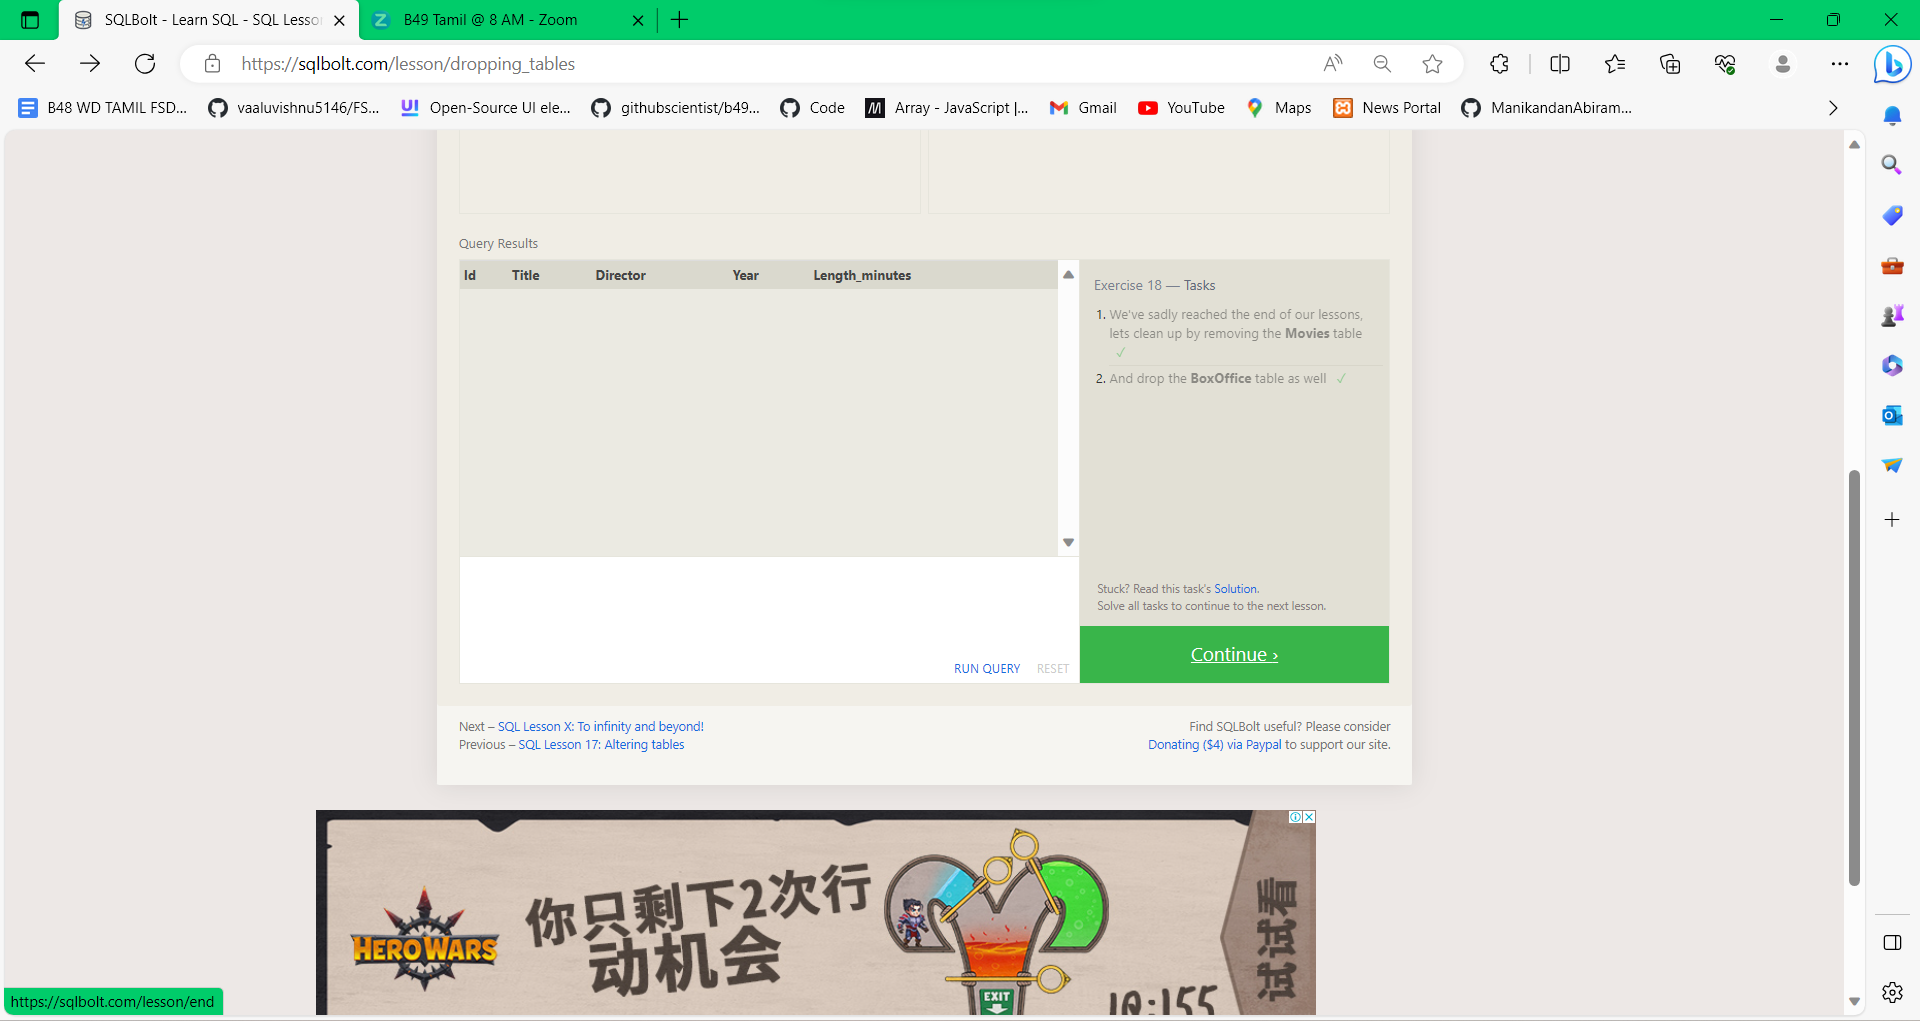 SQLBolt - Learn SQL - SQL Lesso
B49 Tamil @ 8 AM - Zoom
https://sqlbolt.com/lesson/dropping_tables
B48 WD TAMIL FSD...
vaaluvishnu5146/FS...
Open-Source UI ele...
githubscientist/b49...
Code
Array - JavaScript |...
Gmail
YouTube
Maps
News Portal
ManikandanAbiram...
Query Results
Id Title Director Year Length_minutes
Exercise 18 — Tasks
1. We've sadly reached the end of our lessons,
lets clean up by removing the Movies table
✓
2. And drop the BoxOffice table as well ✓
Stuck? Read this task's Solution.
Solve all tasks to continue to the next lesson.
RUN QUERY RESET
Continue ›
Next – SQL Lesson X: To infinity and beyond!
Previous – SQL Lesson 17: Altering tables
Find SQLBolt useful? Please consider
Donating ($4) via Paypal to support our site.
HERO WARS
你只剩下2次行
动机会
EXIT
IQ:155
试试看
https://sqlbolt.com/lesson/end